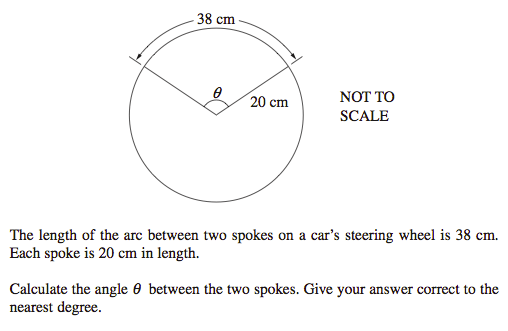 38 cm
θ
20 cm
NOT TO
SCALE
The length of the arc between two spokes on a car's steering wheel is 38 cm.
Each spoke is 20 cm in length.
Calculate the angle θ between the two spokes. Give your answer correct to the
nearest degree.